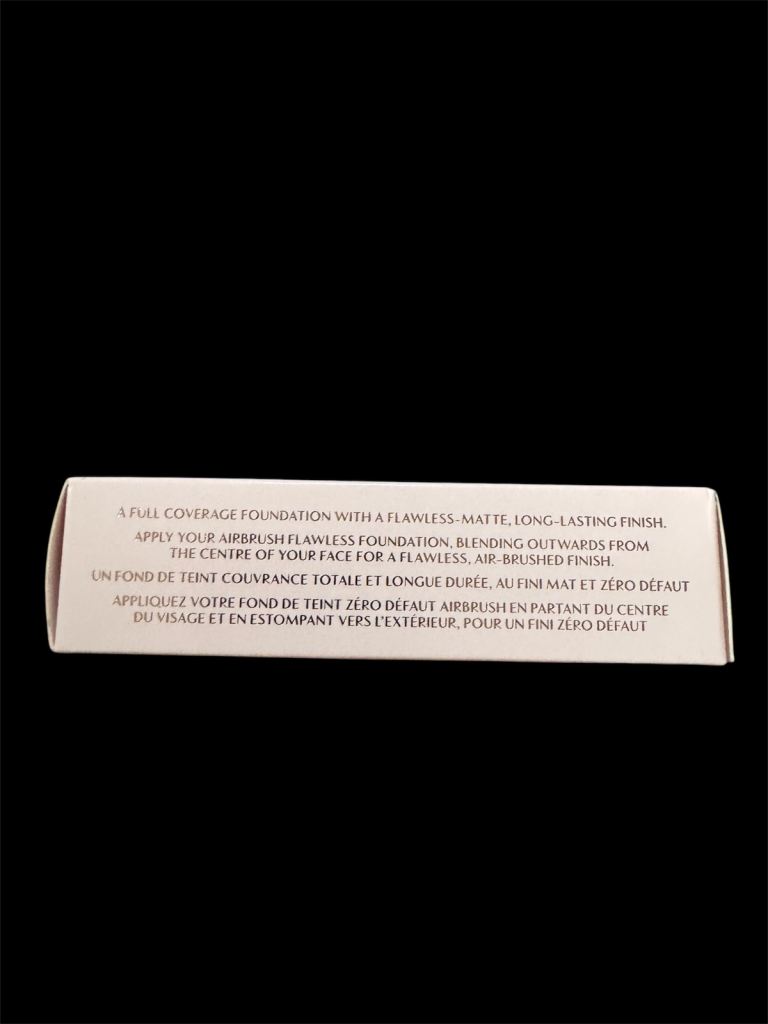 A FULL COVERAGE FOUNDATION WITH A FLAWLESS-MATTE, LONG-LASTING FINISH.
APPLY YOUR AIRBRUSH FLAWLESS FOUNDATION, BLENDING OUTWARDS FROM
THE CENTRE OF YOUR FACE FOR A FLAWLESS, AIR-BRUSHED FINISH.
UN FOND DE TEINT COUVRANCE TOTALE ET LONGUE DURÉE, AU FINI MAT ET ZÉRO DÉFAUT
APPLIQUEZ VOTRE FOND DE TEINT ZÉRO DÉFAUT AIRBRUSH EN PARTANT DU CENTRE
DU VISAGE ET EN ESTOMPANT VERS L'EXTÉRIEUR, POUR UN FINI ZÉRO DÉFAUT